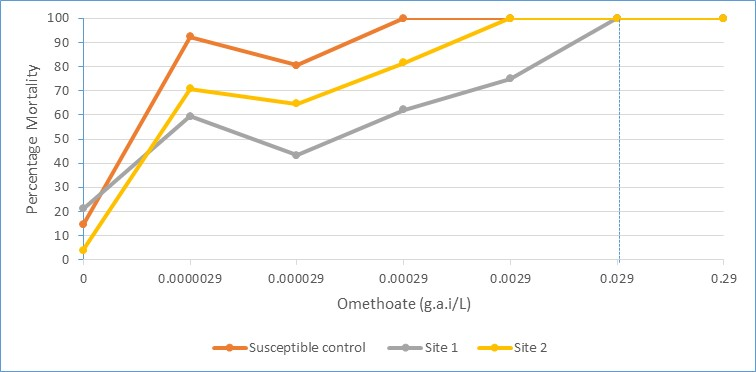 100
90
80
70
60
50
40
30
20
10
0
Percentage Mortality
0 0.0000029 0.000029 0.00029 0.0029 0.029 0.29
Omethoate (g.a.i/L)
Susceptible control Site 1 Site 2